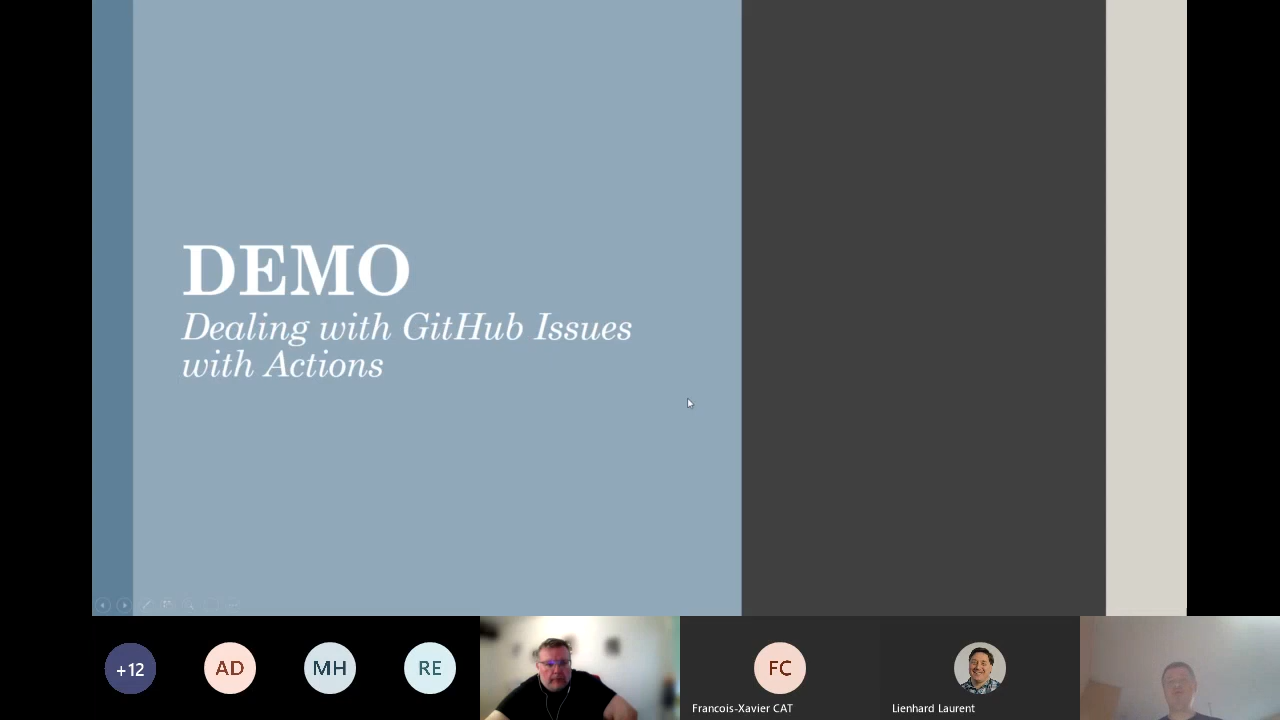 DEMO
Dealing with GitHub Issues
with Actions
+12
AD
MH
RE
FC
Francois-Xavier CAT
Lienhard Laurent